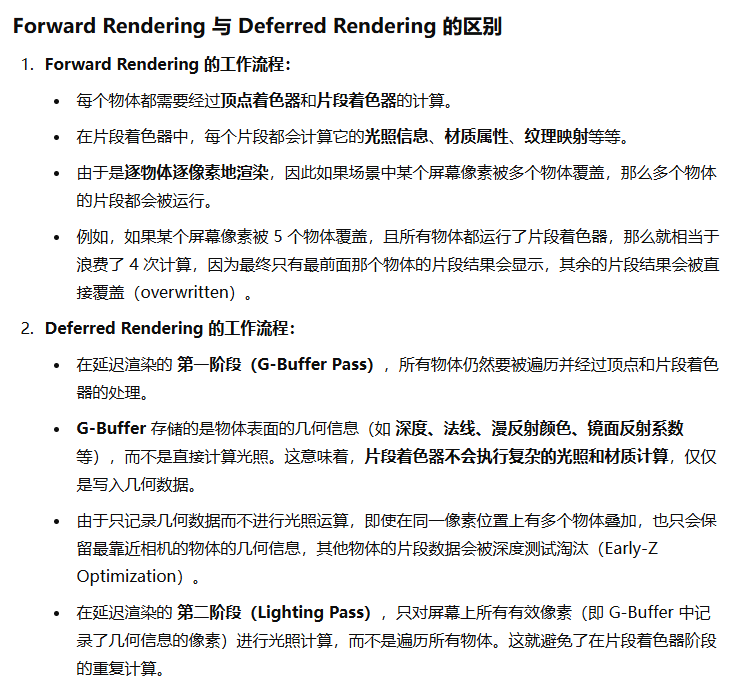 Forward Rendering 与 Deferred Rendering 的区别
1. Forward Rendering 的工作流程：
• 每个物体都需要经过顶点着色器和片段着色器的计算。
• 在片段着色器中，每个片段都会计算它的光照信息、材质属性、纹理映射等等。
• 由于是逐物体逐像素地渲染，因此如果场景中某个屏幕像素被多个物体覆盖，那么多个物体
的片段都会被运行。
• 例如，如果某个屏幕像素被 5 个物体覆盖，且所有物体都运行了片段着色器，那么就相当于
浪费了 4 次计算，因为最终只有最前面那个物体的片段结果会显示，其余的片段结果会被直
接覆盖（overwritten）。
2. Deferred Rendering 的工作流程：
• 在延迟渲染的 第一阶段（G-Buffer Pass），所有物体仍然要被遍历并经过顶点和片段着色
器的处理。
• G-Buffer 存储的是物体表面的几何信息（如 深度、法线、漫反射颜色、镜面反射系数
等），而不是直接计算光照。这意味着，片段着色器不会执行复杂的光照和材质计算，仅仅
是写入几何数据。
• 由于只记录几何数据而不进行光照运算，即使在同一像素位置上有多个物体叠加，也只会保
留最靠近相机的物体的几何信息，其他物体的片段数据会被深度测试淘汰（Early-Z
Optimization）。
• 在延迟渲染的 第二阶段（Lighting Pass），只对屏幕上所有有效像素（即 G-Buffer 中记
录了几何信息的像素）进行光照计算，而不是遍历所有物体。这就避免了在片段着色器阶段
的重复计算。